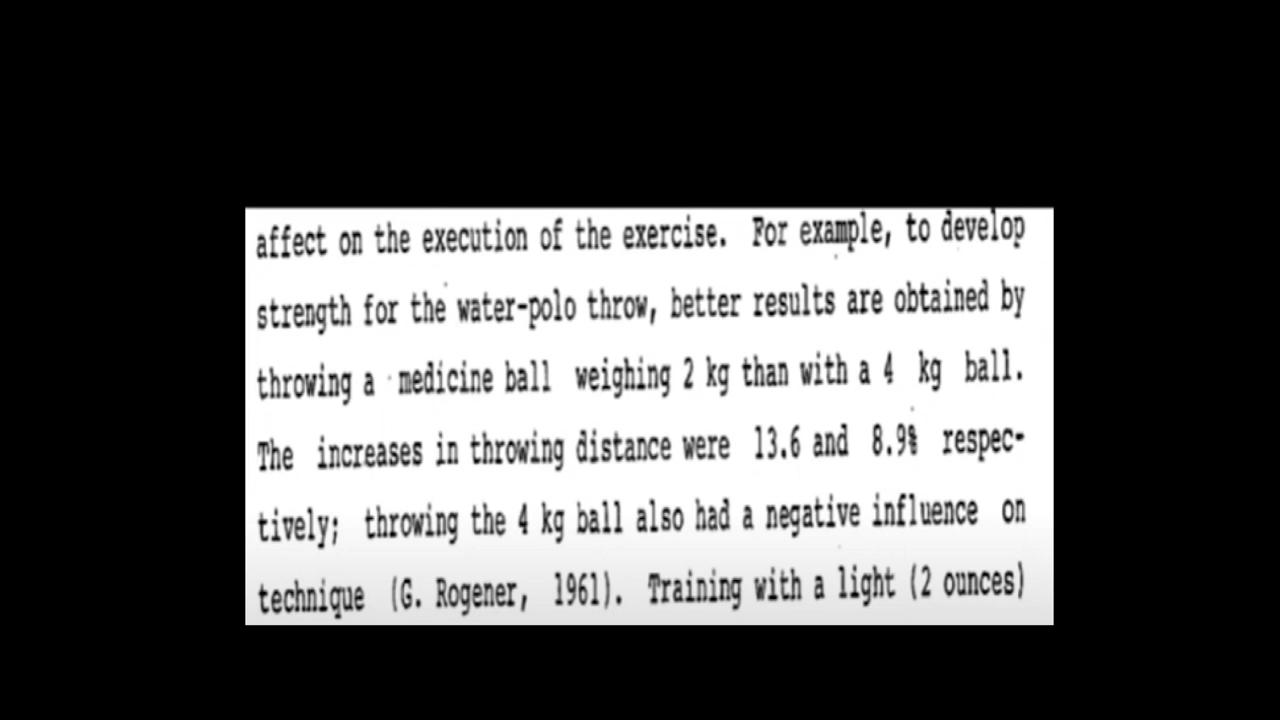 affect on the execution of the exercise. For example, to develop
strength for the water-polo throw, better results are obtained by
throwing a medicine ball weighing 2 kg than with a 4 kg ball.
The increases in throwing distance were 13.6 and 8.9% respec-
tively; throwing the 4 kg ball also had a negative influence on
technique (G. Rogener, 1961). Training with a light (2 ounces)